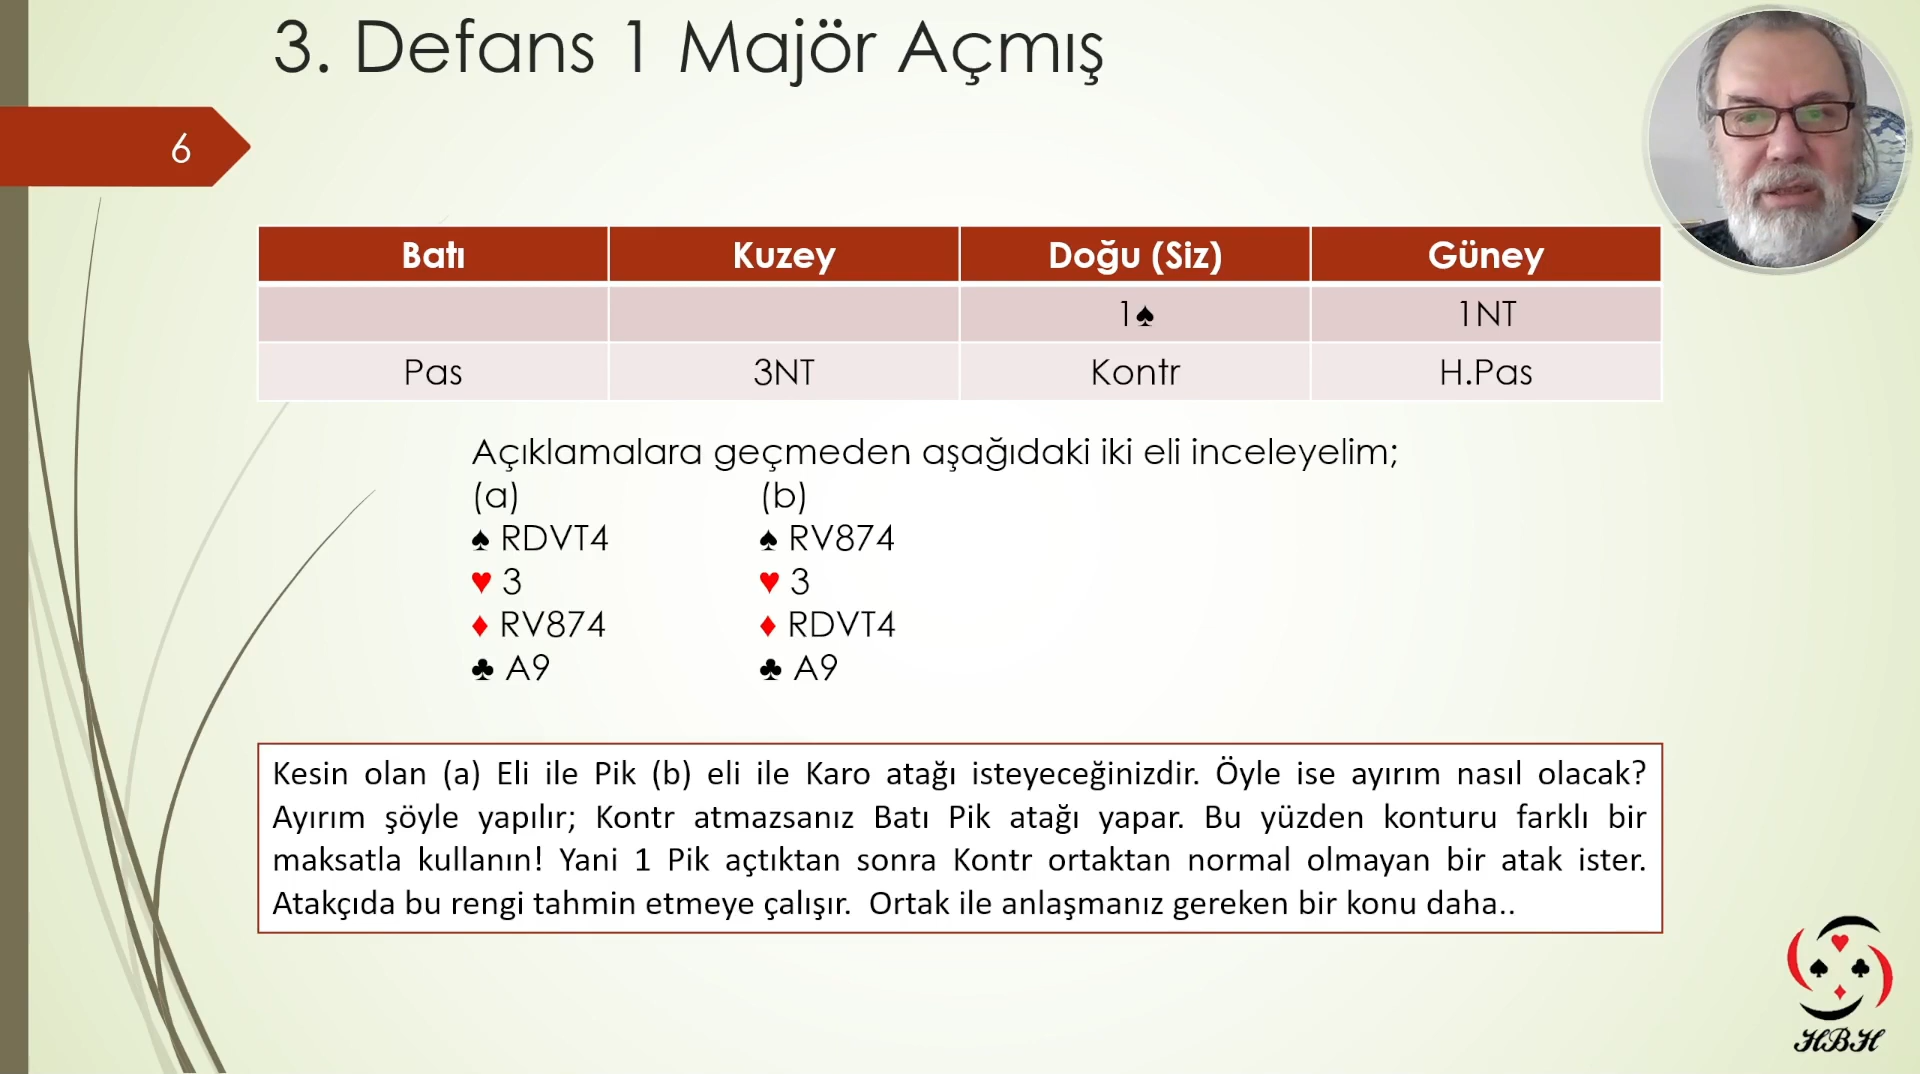 3. Defans 1 Majör Açmış
6
Batı Kuzey Doğu (Siz) Güney
1♠ 1NT
Pas 3NT Kontr H.Pas
Açıklamalara geçmeden aşağıdaki iki eli inceleyelim;
(a) (b)
♠ RDVT4 ♠ RV874
♥ 3 ♥ 3
♦ RV874 ♦ RDVT4
♣ A9 ♣ A9
Kesin olan (a) Eli ile Pik (b) eli ile Karo atağı isteyeceğinizdir. Öyle ise ayırım nasıl olacak?
Ayırım şöyle yapılır; Kontr atmazsanız Batı Pik atağı yapar. Bu yüzden konturu farklı bir
maksatla kullanın! Yani 1 Pik açtıktan sonra Kontr ortaktan normal olmayan bir atak ister.
Atakçıda bu rengi tahmin etmeye çalışır. Ortak ile anlaşmanız gereken bir konu daha..
HBH